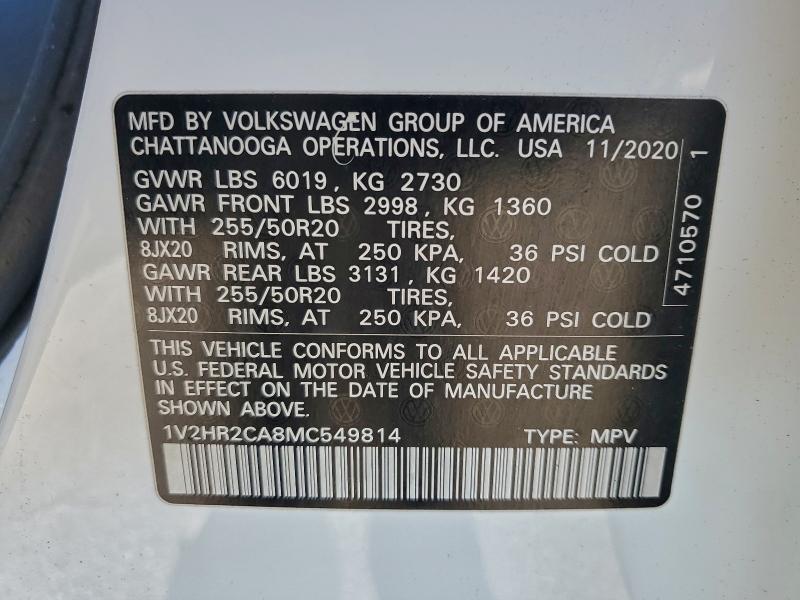 MFD BY VOLKSWAGEN GROUP OF AMERICA
CHATTANOOGA OPERATIONS, LLC. USA 11/2020
GVWR LBS 6019, KG 2730
GAWR FRONT LBS 2998, KG 1360
WITH 255/50R20 TIRES,
8JX20 RIMS, AT 250 KPA, 36 PSI COLD
GAWR REAR LBS 3131, KG 1420
WITH 255/50R20 TIRES,
8JX20 RIMS, AT 250 KPA, 36 PSI COLD
4710570 1
THIS VEHICLE CONFORMS TO ALL APPLICABLE
U.S. FEDERAL MOTOR VEHICLE SAFETY STANDARDS
IN EFFECT ON THE DATE OF MANUFACTURE
SHOWN ABOVE.
1V2HR2CA8MC549814 TYPE: MPV